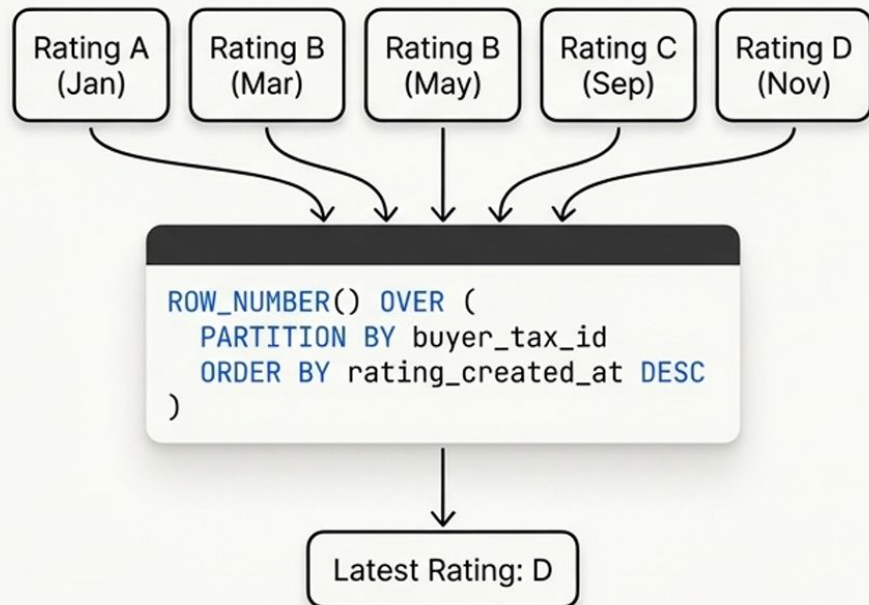 Rating A
(Jan)
Rating B
(Mar)
Rating B
(May)
Rating C
(Sep)
Rating D
(Nov)
ROW_NUMBER() OVER (
PARTITION BY buyer_tax_id
ORDER BY rating_created_at DESC
)
Latest Rating: D